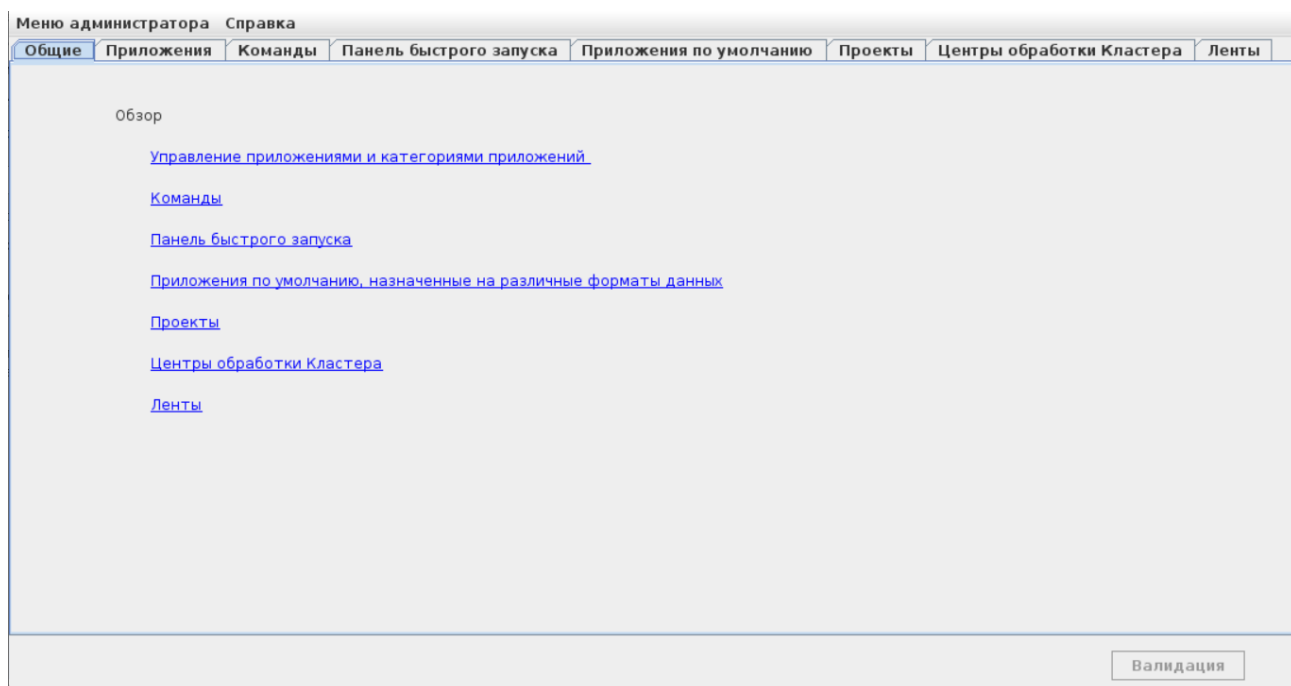 Меню администратора Справка
Общие Приложения Команды Панель быстрого запуска Приложения по умолчанию Проекты Центры обработки Кластера Ленты
Обзор
Управление приложениями и категориями приложений
Команды
Панель быстрого запуска
Приложения по умолчанию, назначенные на различные форматы данных
Проекты
Центры обработки Кластера
Ленты
Валидация